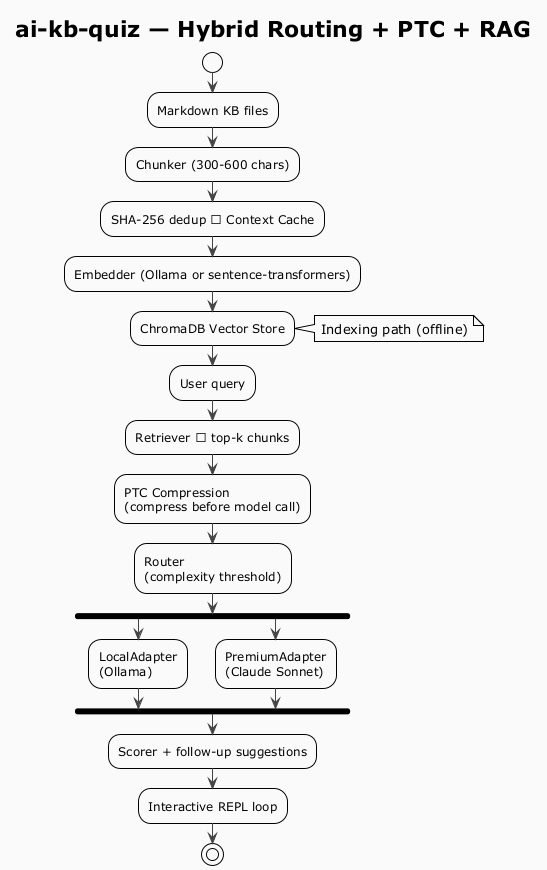 ai-kb-quiz — Hybrid Routing + PTC + RAG
Markdown KB files
Chunker (300-600 chars)
SHA-256 dedup □ Context Cache
Embedder (Ollama or sentence-transformers)
ChromaDB Vector Store
Indexing path (offline)
User query
Retriever □ top-k chunks
PTC Compression
(compress before model call)
Router
(complexity threshold)
LocalAdapter
(Ollama)
PremiumAdapter
(Claude Sonnet)
Scorer + follow-up suggestions
Interactive REPL loop